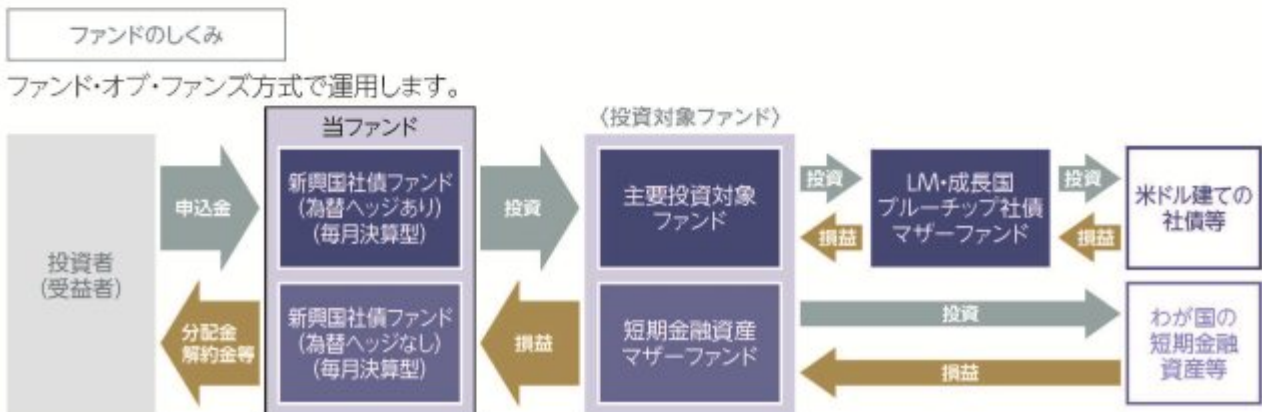 ファンドのしくみ
ファンド・オブ・ファンズ方式で運用します。
当ファンド
〈投資対象ファンド〉
投資者
(受益者)
申込金
分配金
解約金等
新興国社債ファンド
(為替ヘッジあり)
(毎月決算型)
新興国社債ファンド
(為替ヘッジなし)
(毎月決算型)
投資
損益
主要投資対象
ファンド
短期金融資産
マザーファンド
投資
損益
LM・成長国
ブルーチップ社債
マザーファンド
投資
損益
米ドル建ての
社債等
投資
損益
わが国の
短期金融
資産等